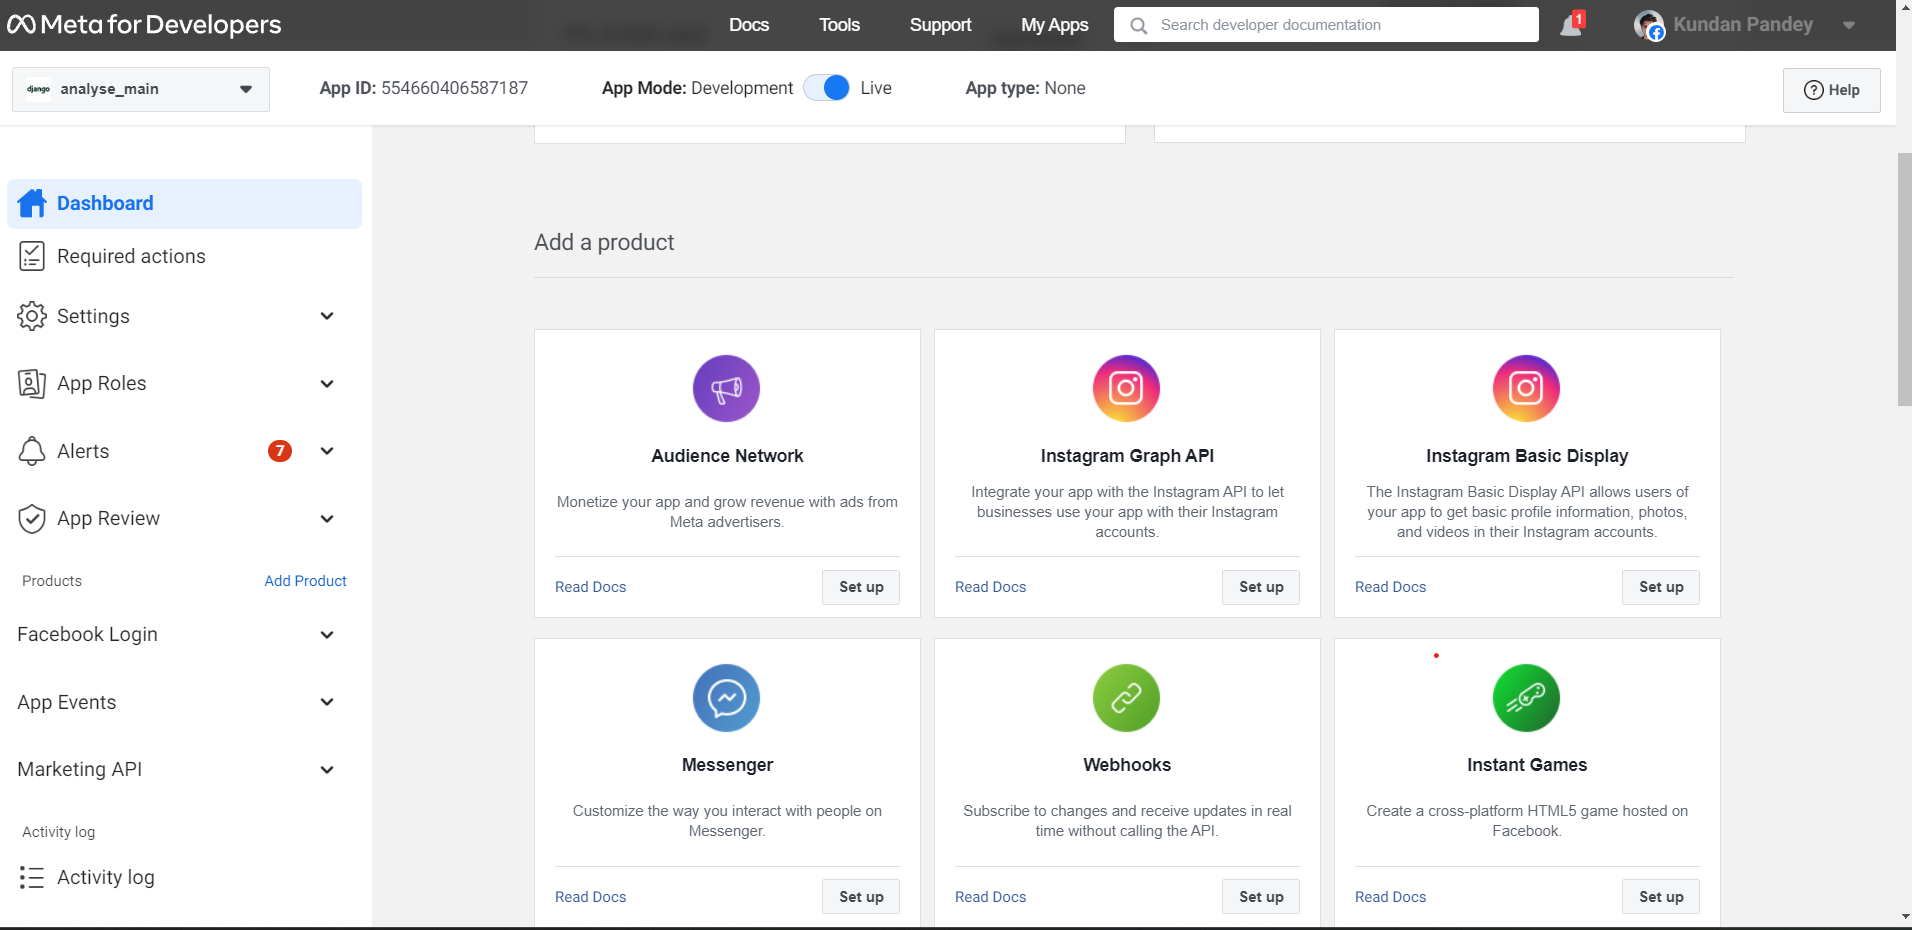 Meta for Developers
Docs
Tools
Support
My Apps
Search developer documentation
1
Kundan Pandey
django
analyse_main
App ID: 554660406587187
App Mode: Development
Live
App type: None
? Help
Dashboard
Required actions
Settings
App Roles
Alerts
7
App Review
Products
Add Product
Facebook Login
App Events
Marketing API
Activity log
Activity log
Add a product
Audience Network
Monetize your app and grow revenue with ads from
Meta advertisers.
Read Docs
Set up
Instagram Graph API
Integrate your app with the Instagram API to let
businesses use your app with their Instagram
accounts.
Read Docs
Set up
Instagram Basic Display
The Instagram Basic Display API allows users of
your app to get basic profile information, photos,
and videos in their Instagram accounts.
Read Docs
Set up
Messenger
Customize the way you interact with people on
Messenger.
Read Docs
Set up
Webhooks
Subscribe to changes and receive updates in real
time without calling the API.
Read Docs
Set up
Instant Games
Create a cross-platform HTML5 game hosted on
Facebook.
Read Docs
Set up